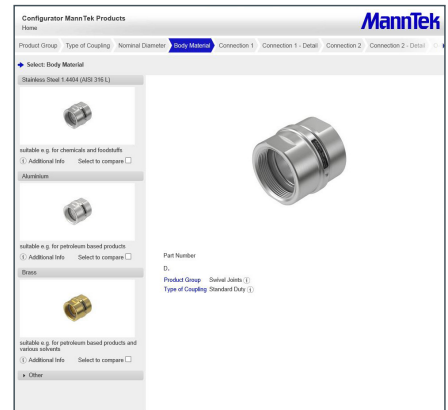 Configurator MannTek Products
Home
MannTek
Product Group Type of Coupling Nominal Diameter Body Material Connection 1 Connection 1 - Detail Connection 2 Connection 2 - Detail
Select: Body Material
Stainless Steel 1.4404 (AISI 316 L)
suitable e.g. for chemicals and foodstuffs
Additional Info Select to compare
Aluminium
suitable e.g. for petroleum based products
Additional Info Select to compare
Brass
suitable e.g. for petroleum based products and
various solvents
Additional Info Select to compare
Other
Part Number
D.
Product Group Swival Joints
Type of Coupling Standard Duty